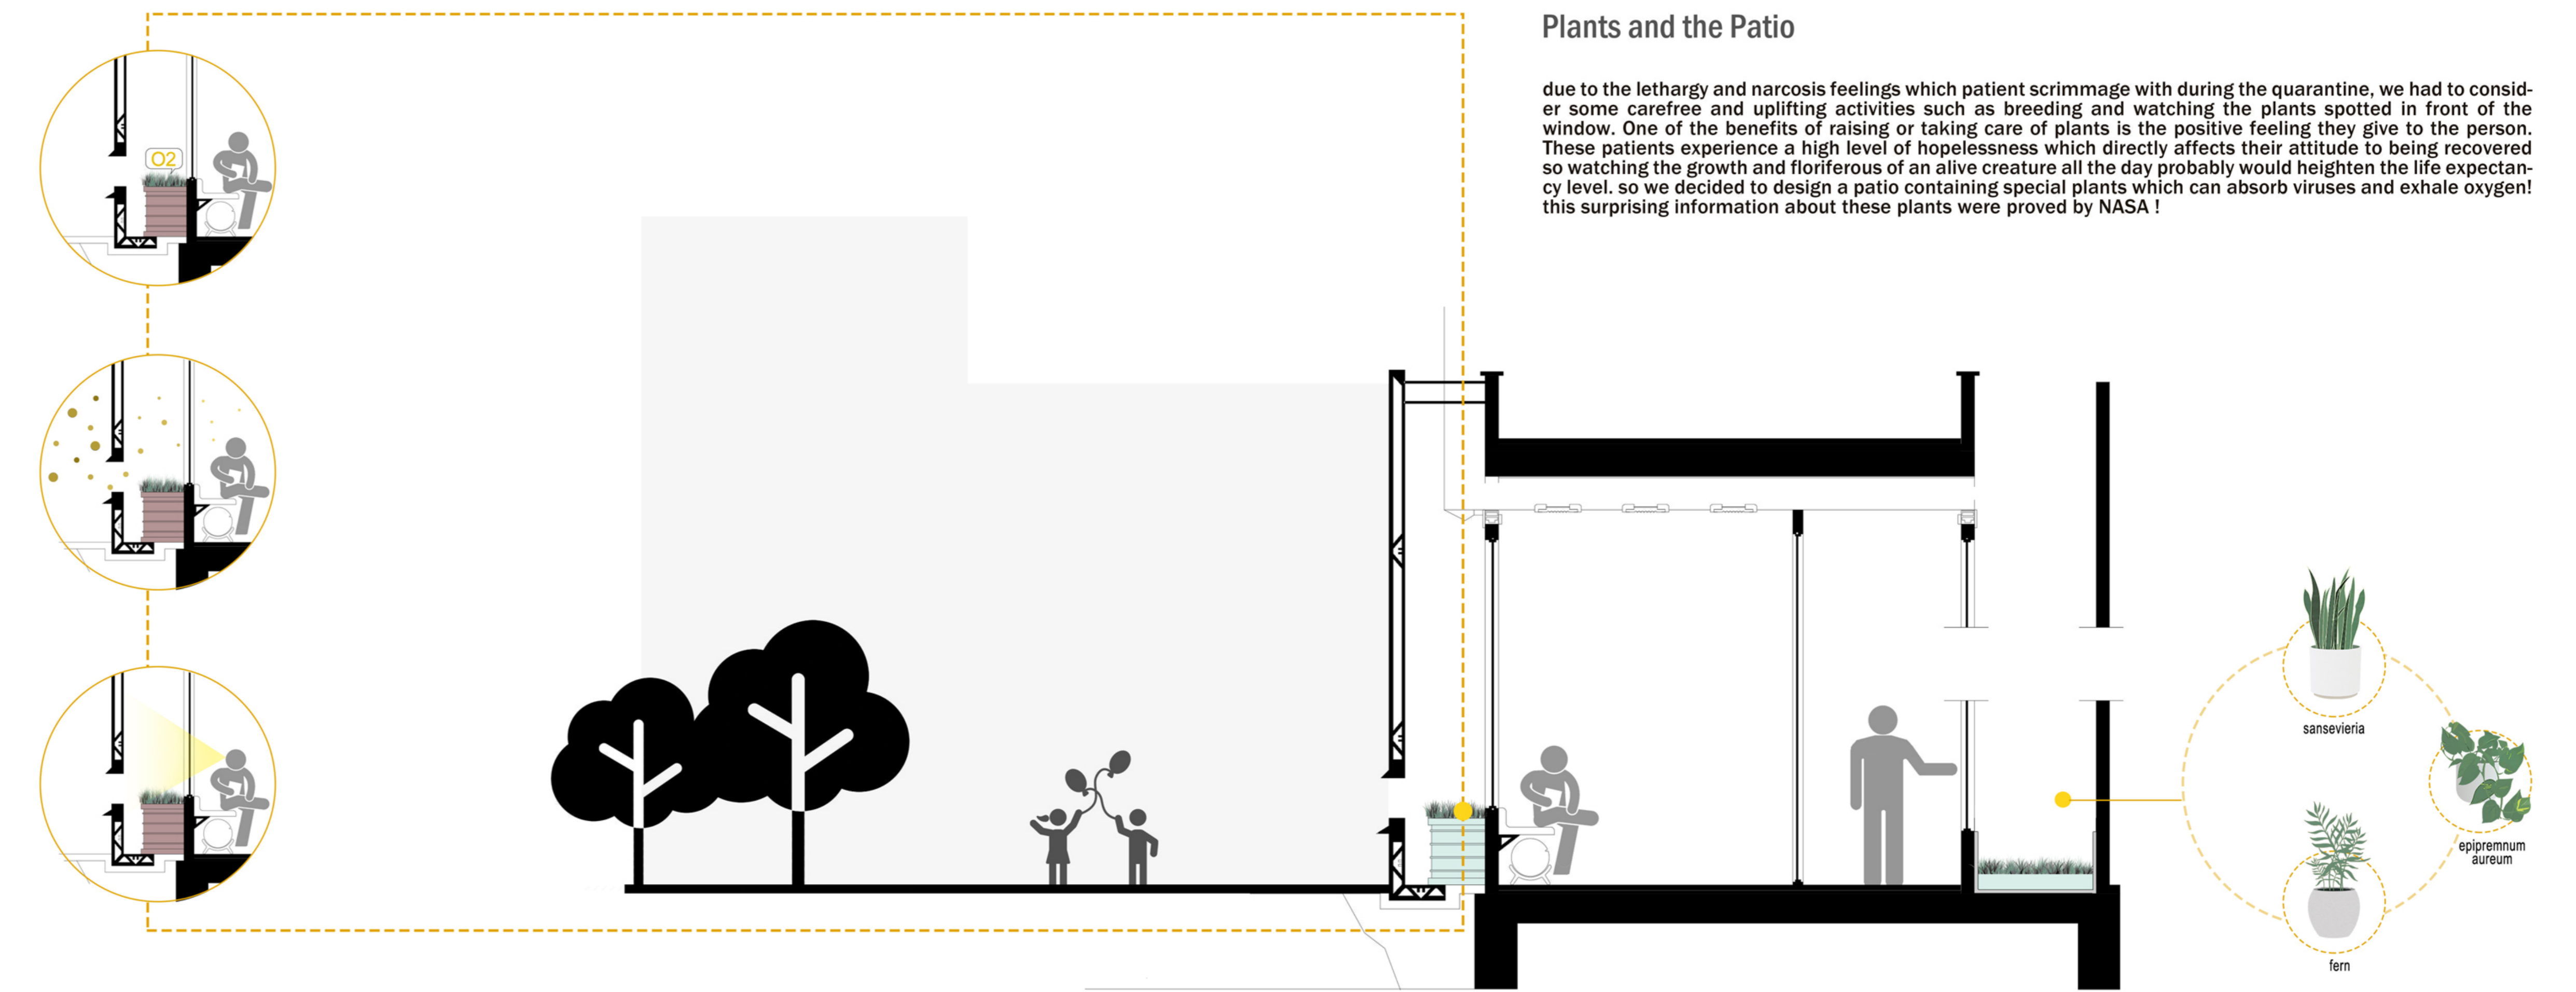 Plants and the Patio
due to the lethargy and narcosis feelings which patient scrimmage with during the quarantine, we had to consid-
er some carefree and uplifting activities such as breeding and watching the plants spotted in front of the
window. One of the benefits of raising or taking care of plants is the positive feeling they give to the person.
These patients experience a high level of hopelessness which directly affects their attitude to being recovered
so watching the growth and floriferous of an alive creature all the day probably would heighten the life expectan-
cy level. so we decided to design a patio containing special plants which can absorb viruses and exhale oxygen!
this surprising information about these plants were proved by NASA !
O2
sansevieria
epipremnum
aureum
fern